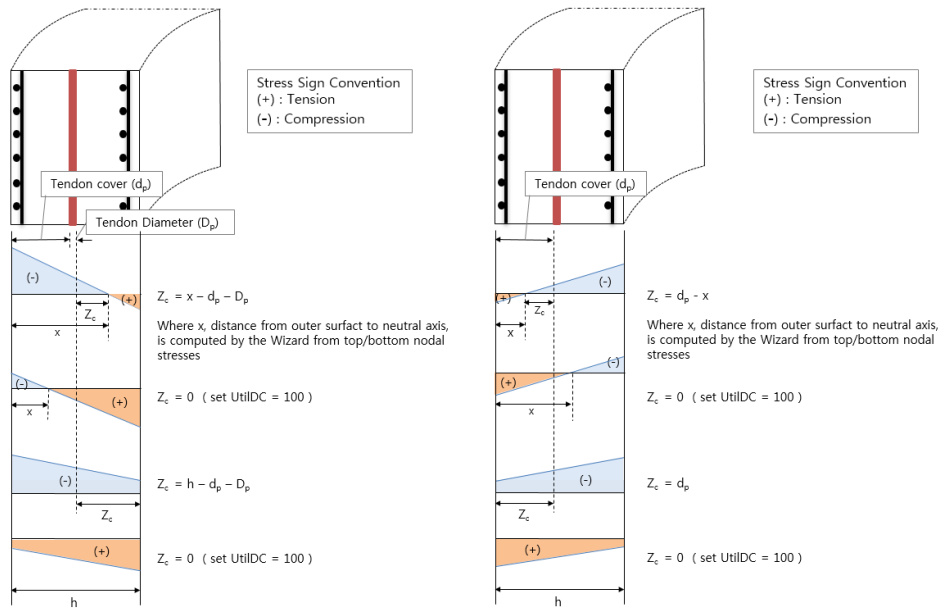 Stress Sign Convention
(+) : Tension
(-) : Compression
Tendon cover (dp)
Tendon Diameter (Dp)
(-)
(+)
Zc
x
Zc = x – dp – Dp
Where x, distance from outer surfact to neutral axis,
is computed by the Wizard from top/bottom nodal
stresses
(-)
x
(+)
Zc = 0 ( set UtilDC = 100 )
(-)
Zc
Zc = h – dp – Dp
(+)
Zc = 0 ( set UtilDC = 100 )
h
Stress Sign Convention
(+) : Tension
(-) : Compression
Tendon cover (dp)
(+)
(-)
Zc
x
Zc = dp - x
Where x, distance from outer surfact to neutral axis,
is computed by the Wizard from top/bottom nodal
stresses
(-)
(+)
x
Zc = 0 ( set UtilDC = 100 )
(-)
Zc
Zc = dp
(+)
Zc = 0 ( set UtilDC = 100 )
h